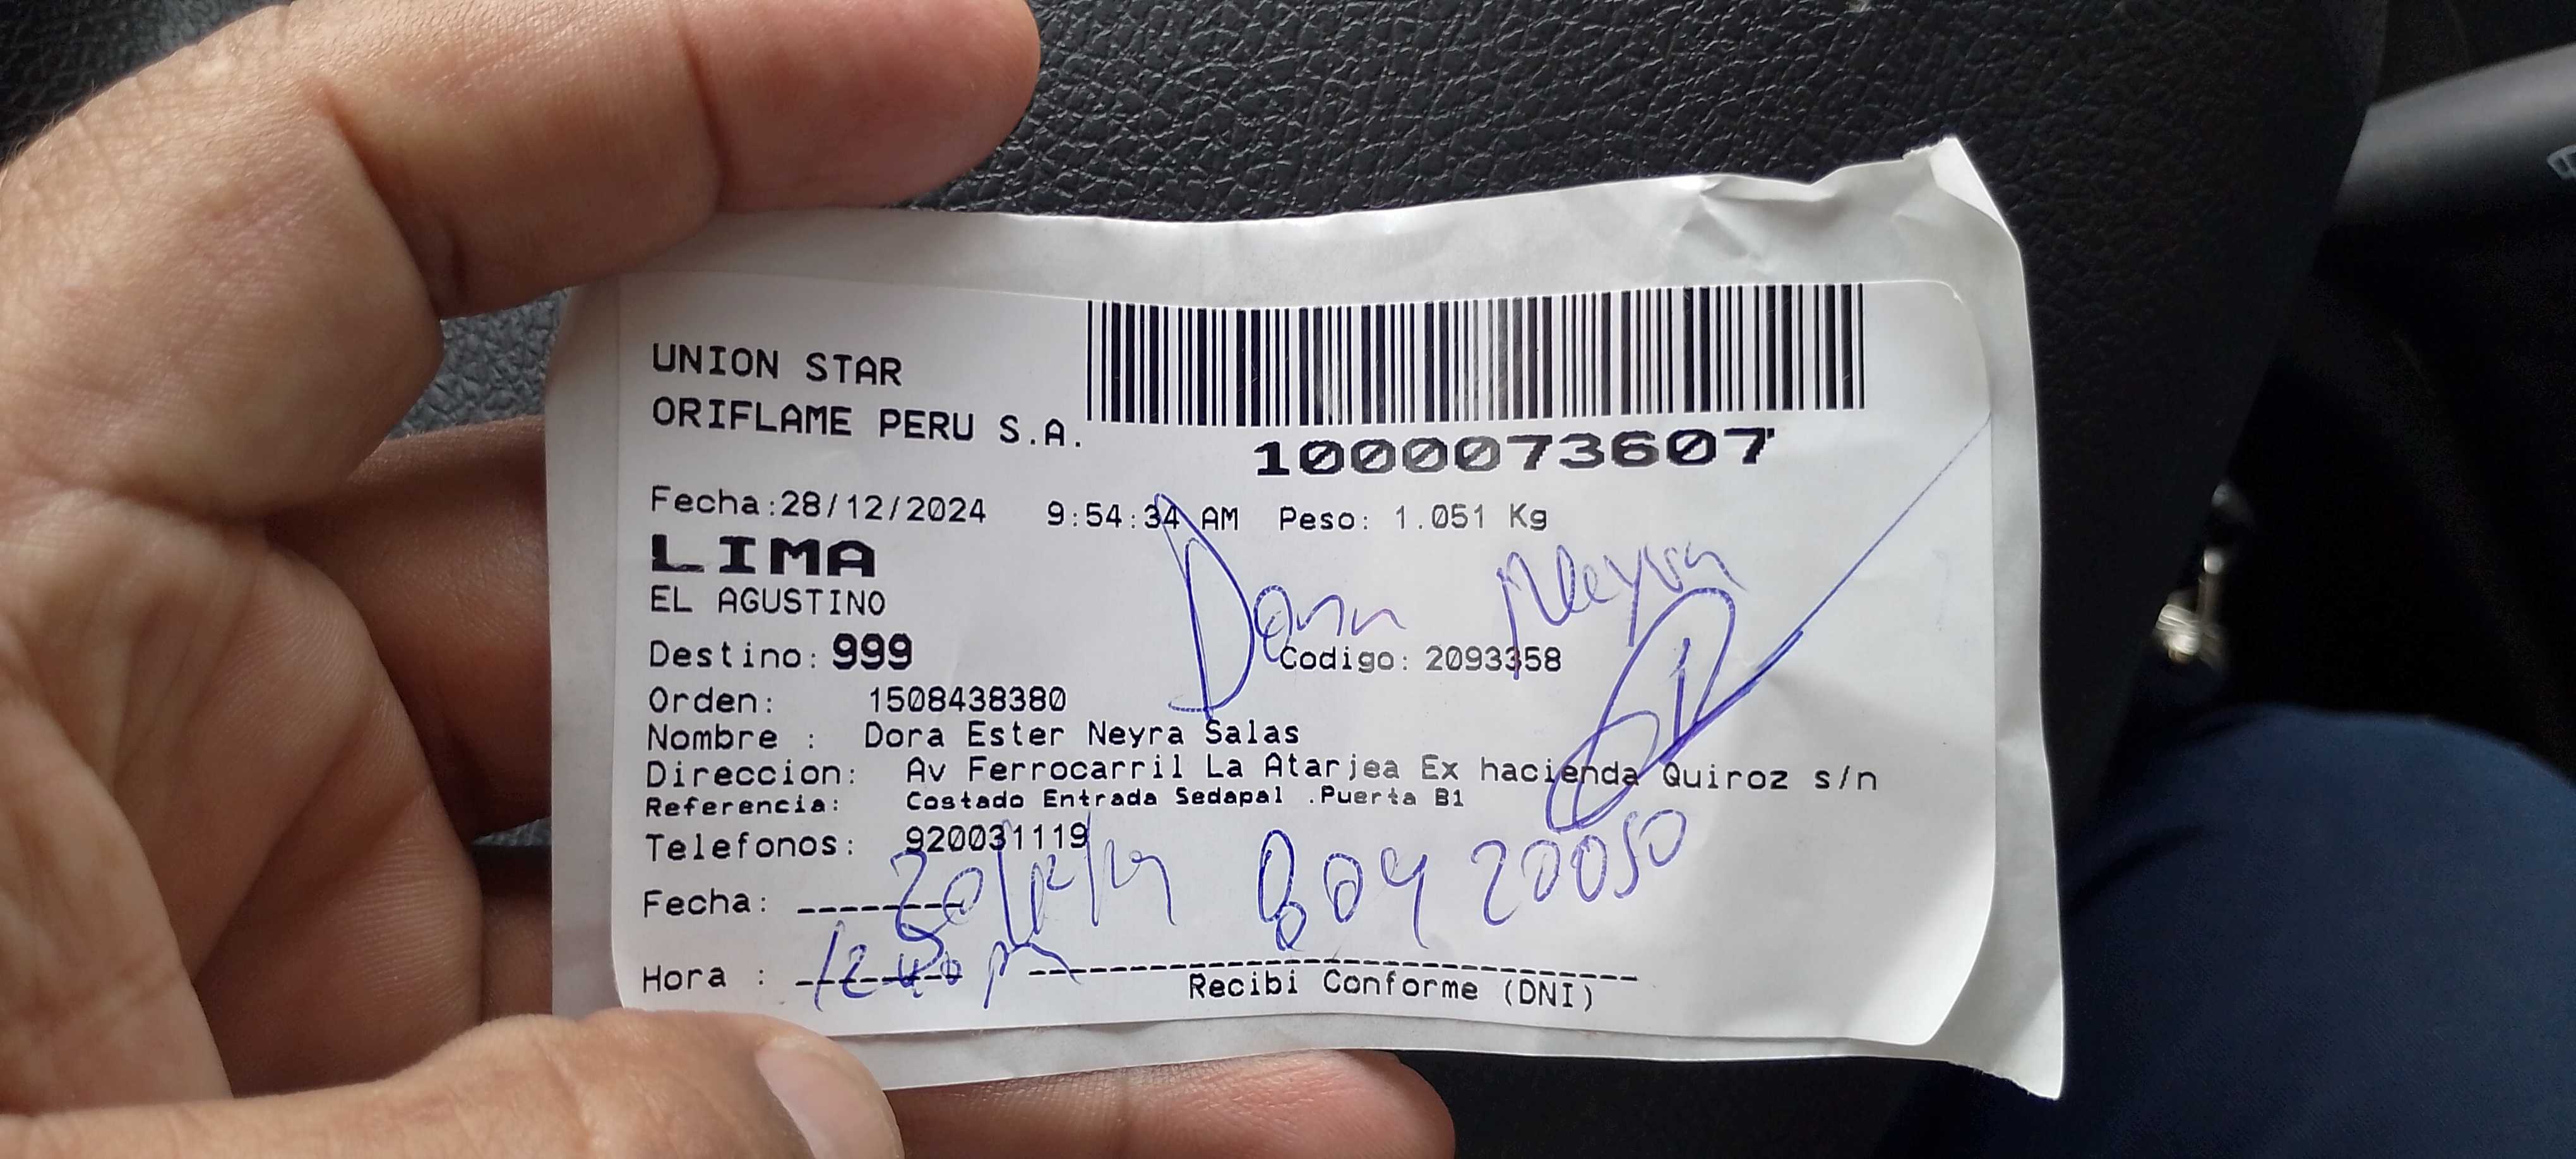 UNION STAR
ORIFLAME PERU S.A.
1000073607
Fecha:28/12/2024 9:54:34 AM Peso: 1.051 Kg
LIMA
EL AGUSTINO
Dora Neyra
Destino: 999 Codigo: 2093358
Orden: 1508438380
Nombre : Dora Ester Neyra Salas
Direccion: Av Ferrocarril La Atarjea Ex hacienda Quiroz s/n
Referencia: Costado Entrada Sedapal .Puerta B1
Telefonos: 920031119
Fecha:
Hora :
Recibi Conforme (DNI)